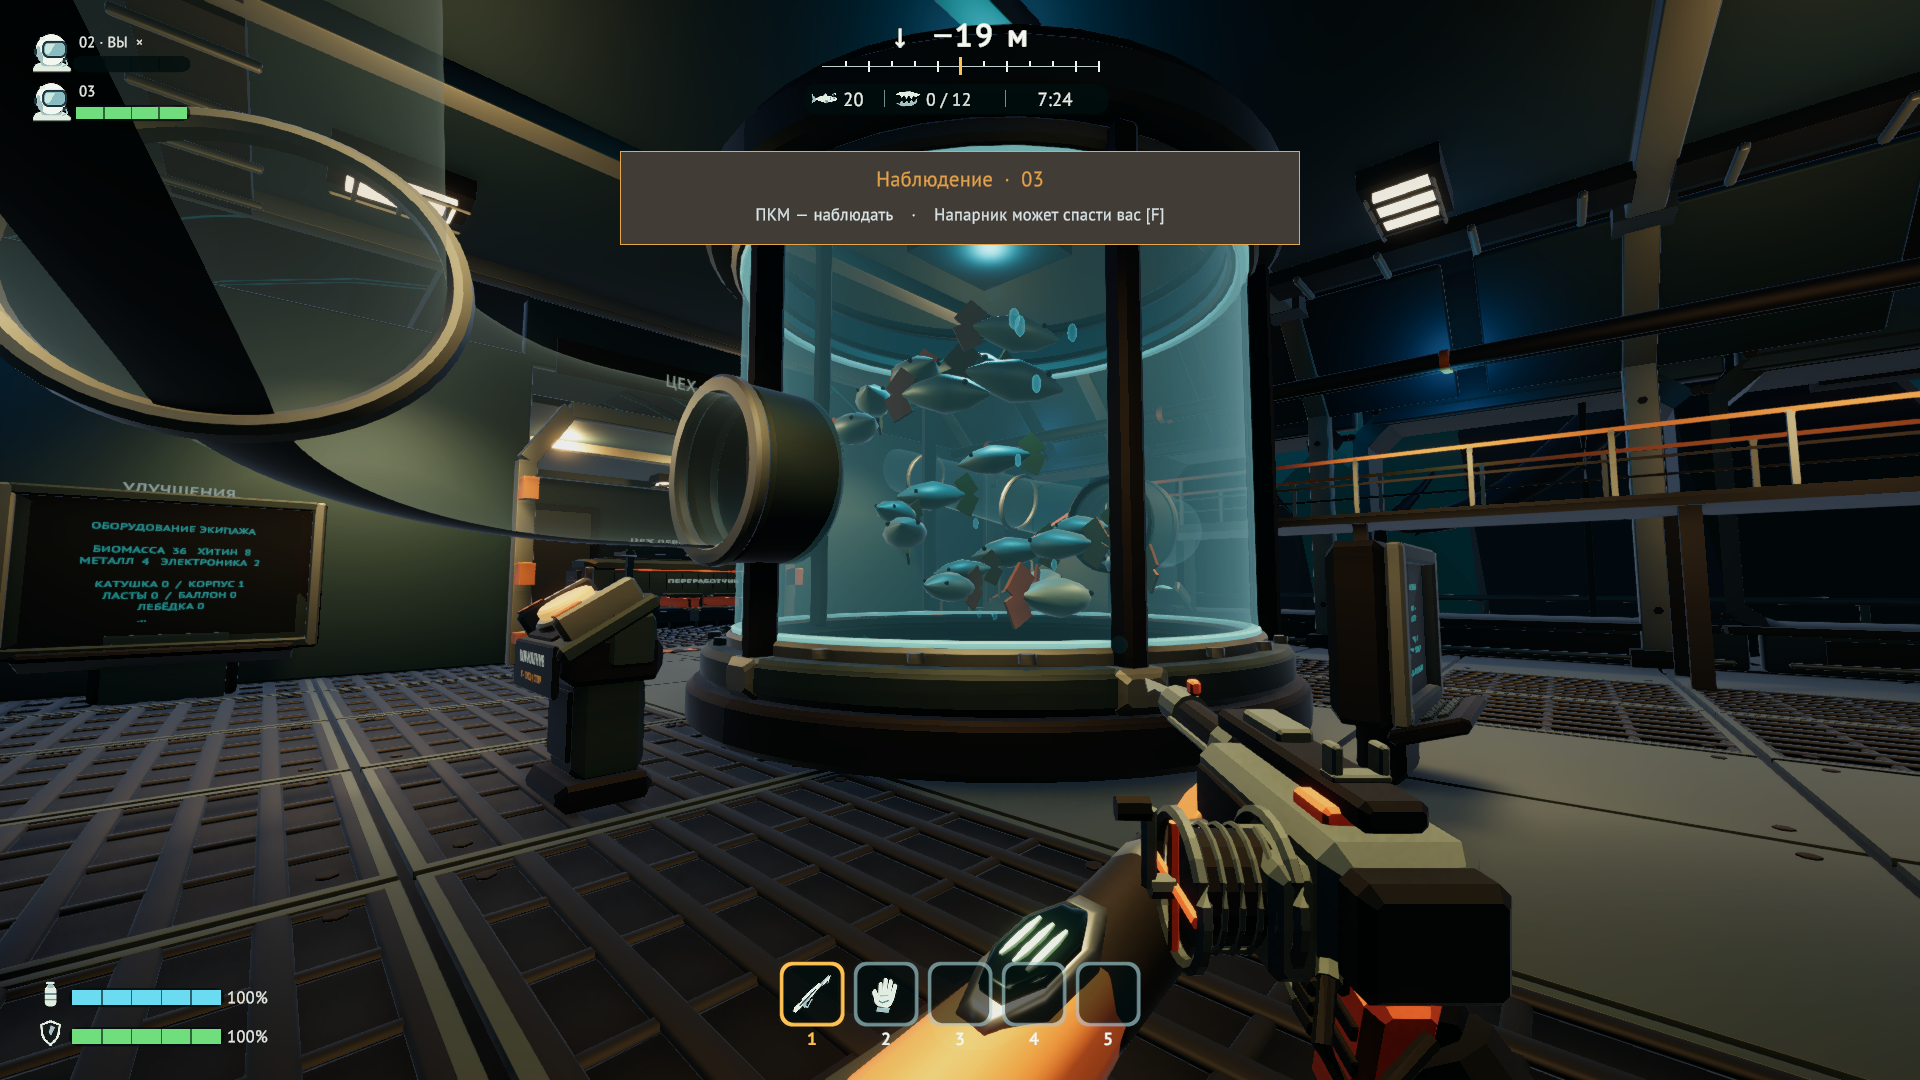 02 · ВЫ ×
03
↓ −19 м
20
0 / 12
7:24
Наблюдение · 03
ПКМ — наблюдать · Напарник может спасти вас [F]
ЦЕХ
УЛУЧШЕНИЯ
ОБОРУДОВАНИЕ ЭКИПАЖА
БИОМАССА 36 ХИТИН 8
МЕТАЛЛ 4 ЭЛЕКТРОНИКА 2
КАТУШКА 0 / КОРПУС 1
ЛАСТЫ 0 / БАЛЛОН 0
ЛЕБЁДКА 0
...
100%
100%
1
2
3
4
5